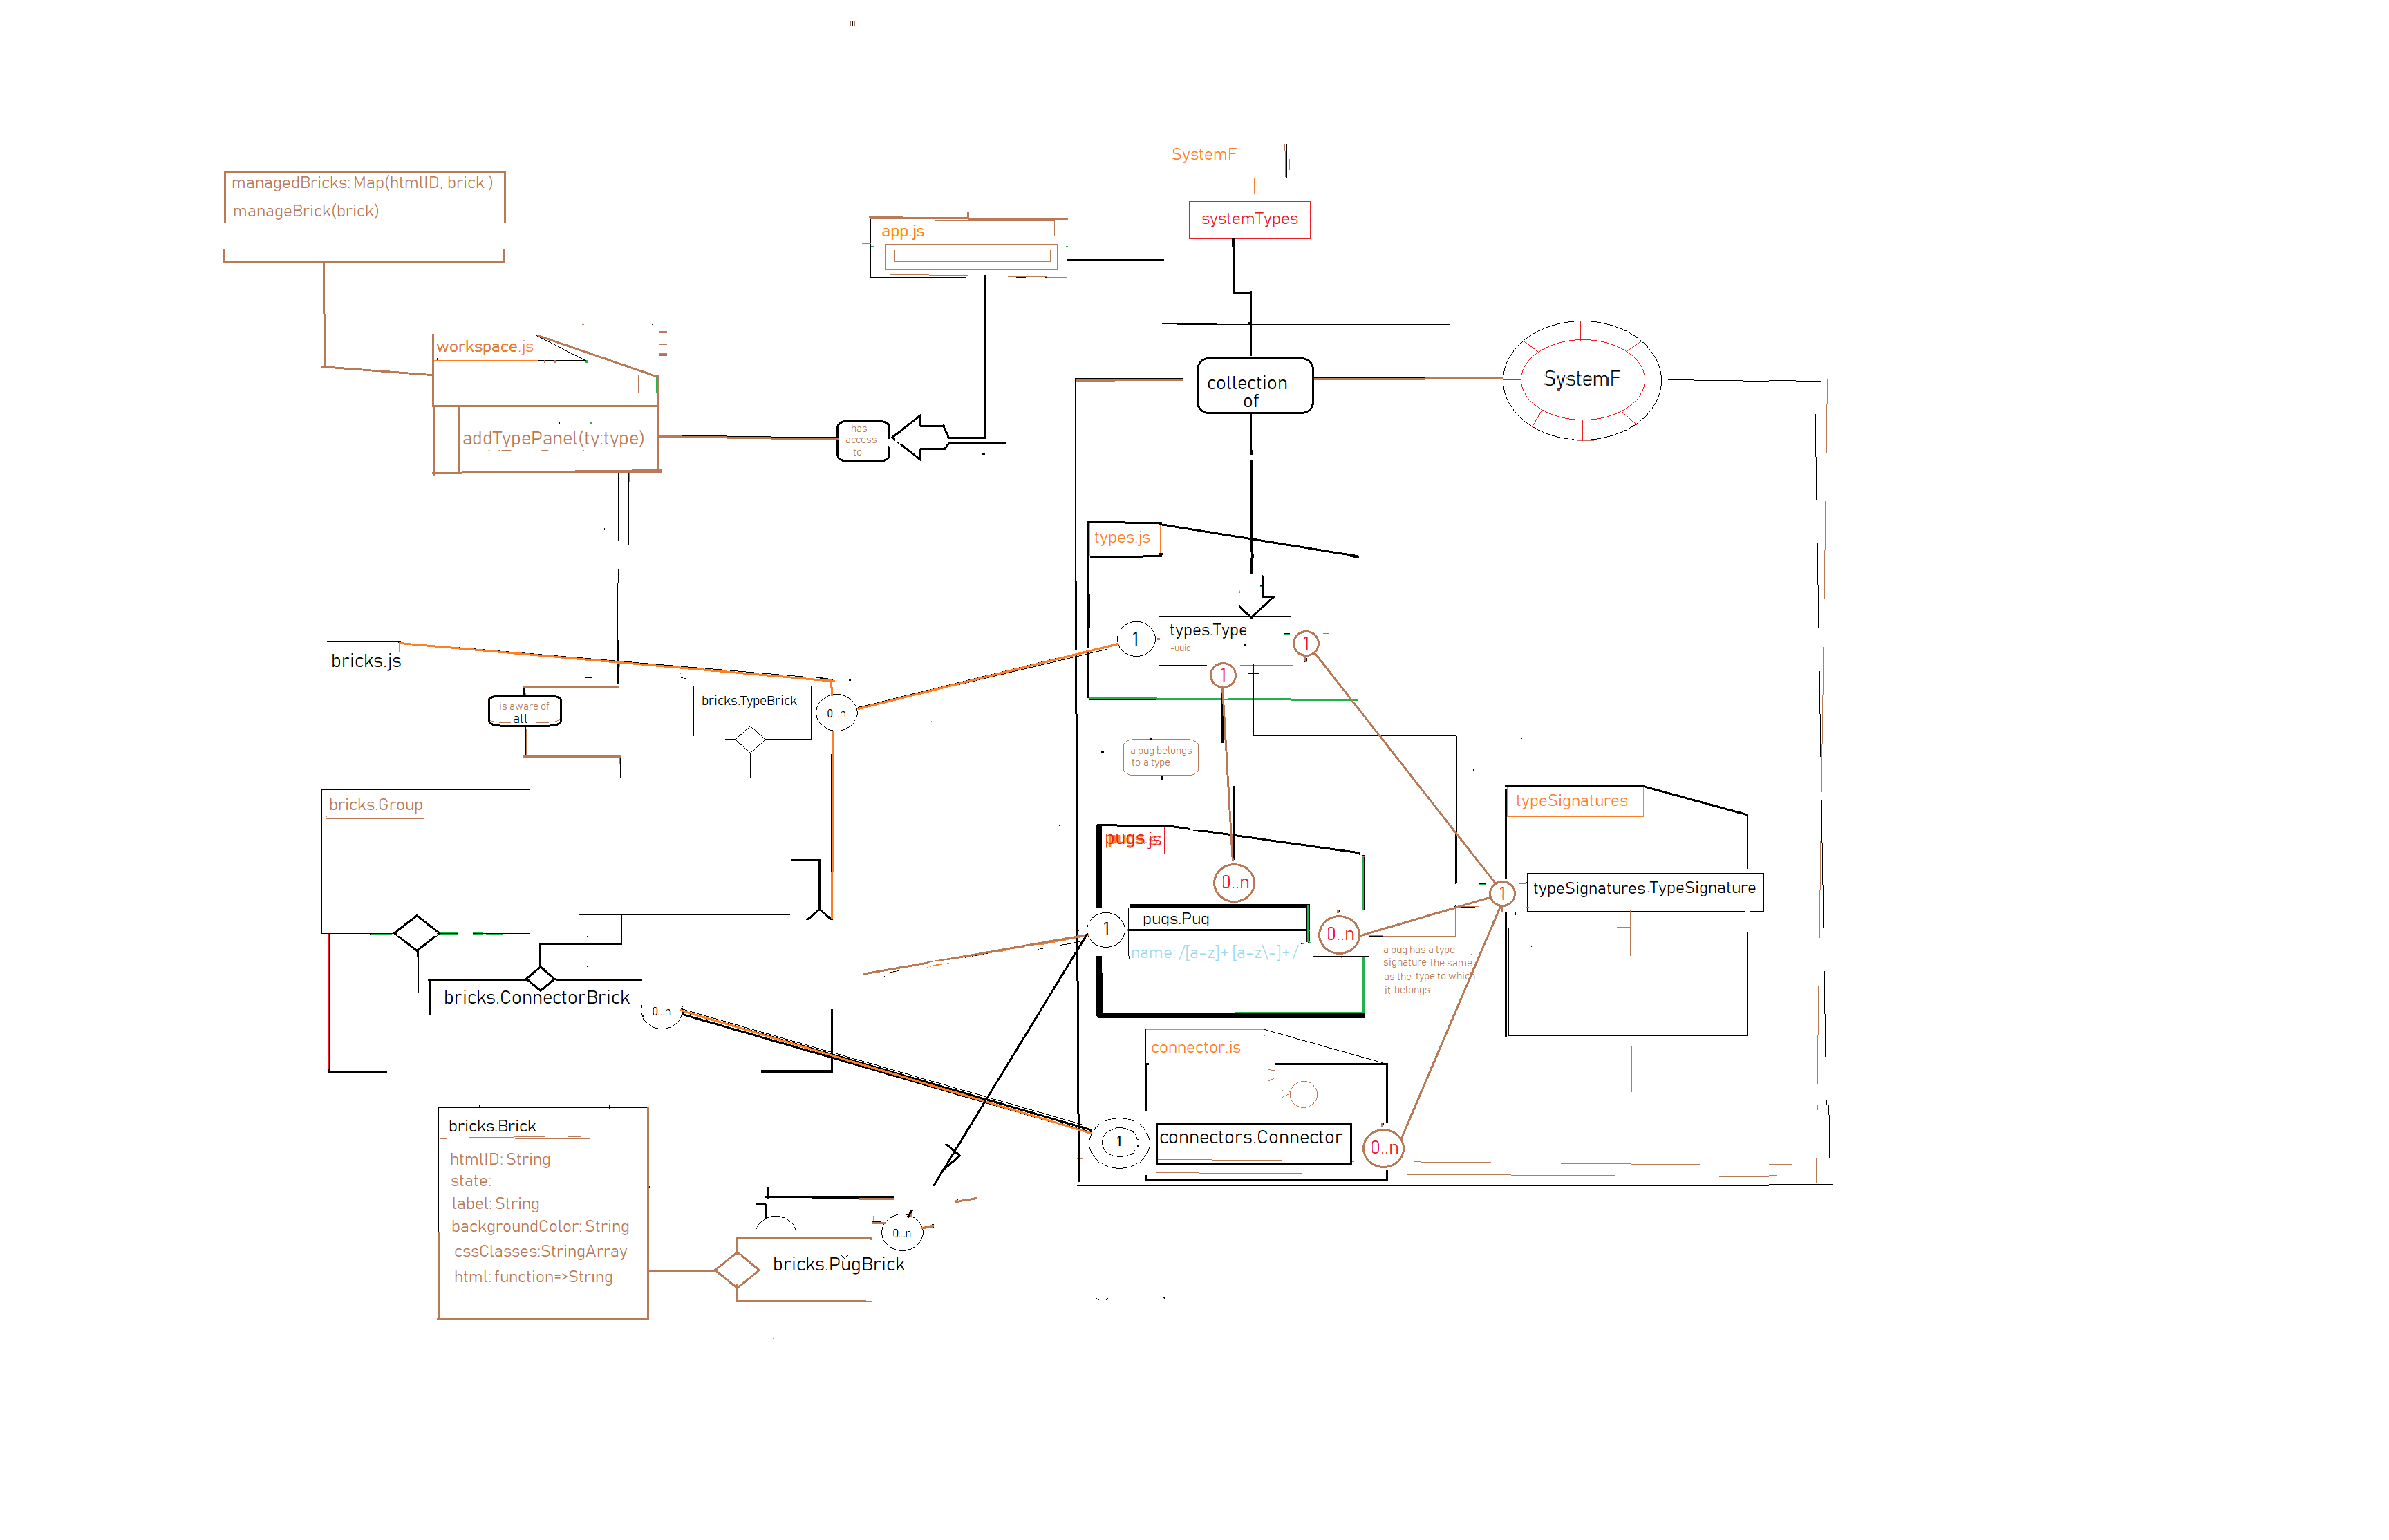 SystemF
managedBricks: Map(htmlID, brick )
manageBrick(brick)
systemTypes
app.js
workspace.js
collection
of
SystemF
addTypePanel(ty:type)
has
access
to
types.js
1
types.Type
-uuid
1
1
bricks.js
is aware of
all
bricks.TypeBrick
0..n
a pug belongs
to a type
bricks.Group
typeSignatures
pugs.js
0..n
1
typeSignatures.TypeSignature
1
pugs.Pug
0..n
name: /[a-z]+ [a-z\-]+/
a pug has a type
signature the same
as the type to which
it belongs
bricks.ConnectorBrick
0..n
connector.is
1
connectors.Connector
0..n
bricks.Brick
htmlID: String
state:
label: String
backgroundColor: String
cssClasses:StringArray
html: function=>String
0..n
bricks.PugBrick